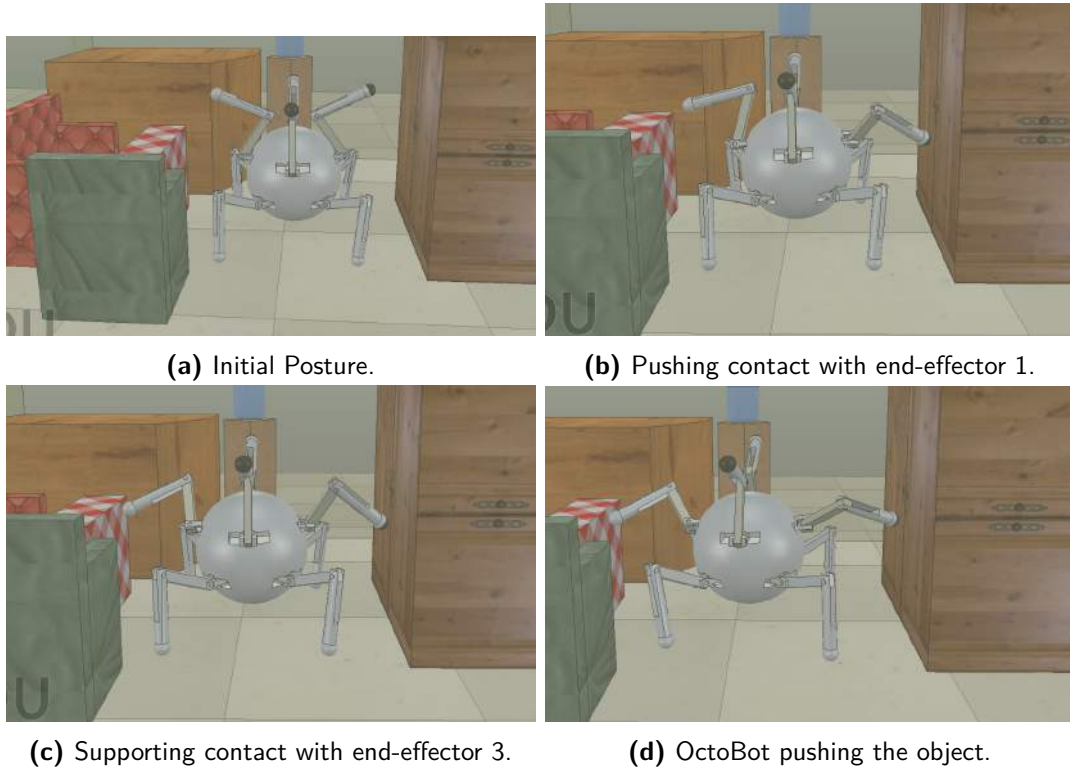 (a) Initial Posture.
(b) Pushing contact with end-effector 1.
(c) Supporting contact with end-effector 3.
(d) OctoBot pushing the object.